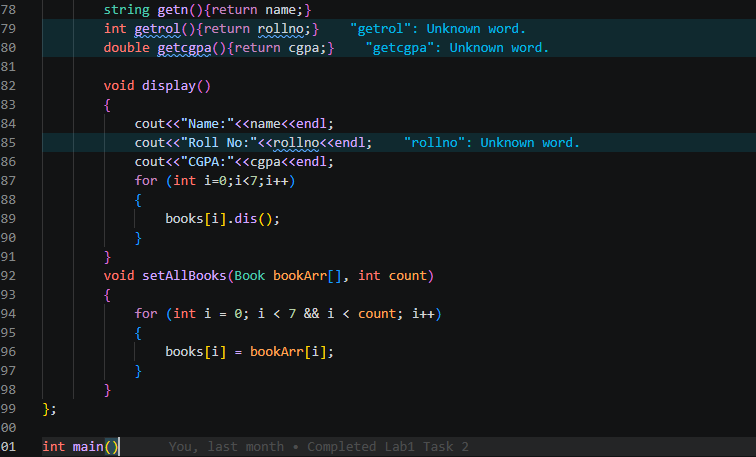 78 string getn(){return name;}
79 int getrol(){return rollno;} "getrol": Unknown word.
80 double getcgpa(){return cgpa;} "getcgpa": Unknown word.
81
82 void display()
83 {
84 cout<<"Name:"<<name<<endl;
85 cout<<"Roll No:"<<rollno<<endl; "rollno": Unknown word.
86 cout<<"CGPA:"<<cgpa<<endl;
87 for (int i=0;i<7;i++)
88 {
89 books[i].dis();
90 }
91 }
92 void setAllBooks(Book bookArr[], int count)
93 {
94 for (int i = 0; i < 7 && i < count; i++)
95 {
96 books[i] = bookArr[i];
97 }
98 }
99 };
00
01 int main() You, last month • Completed Lab1 Task 2